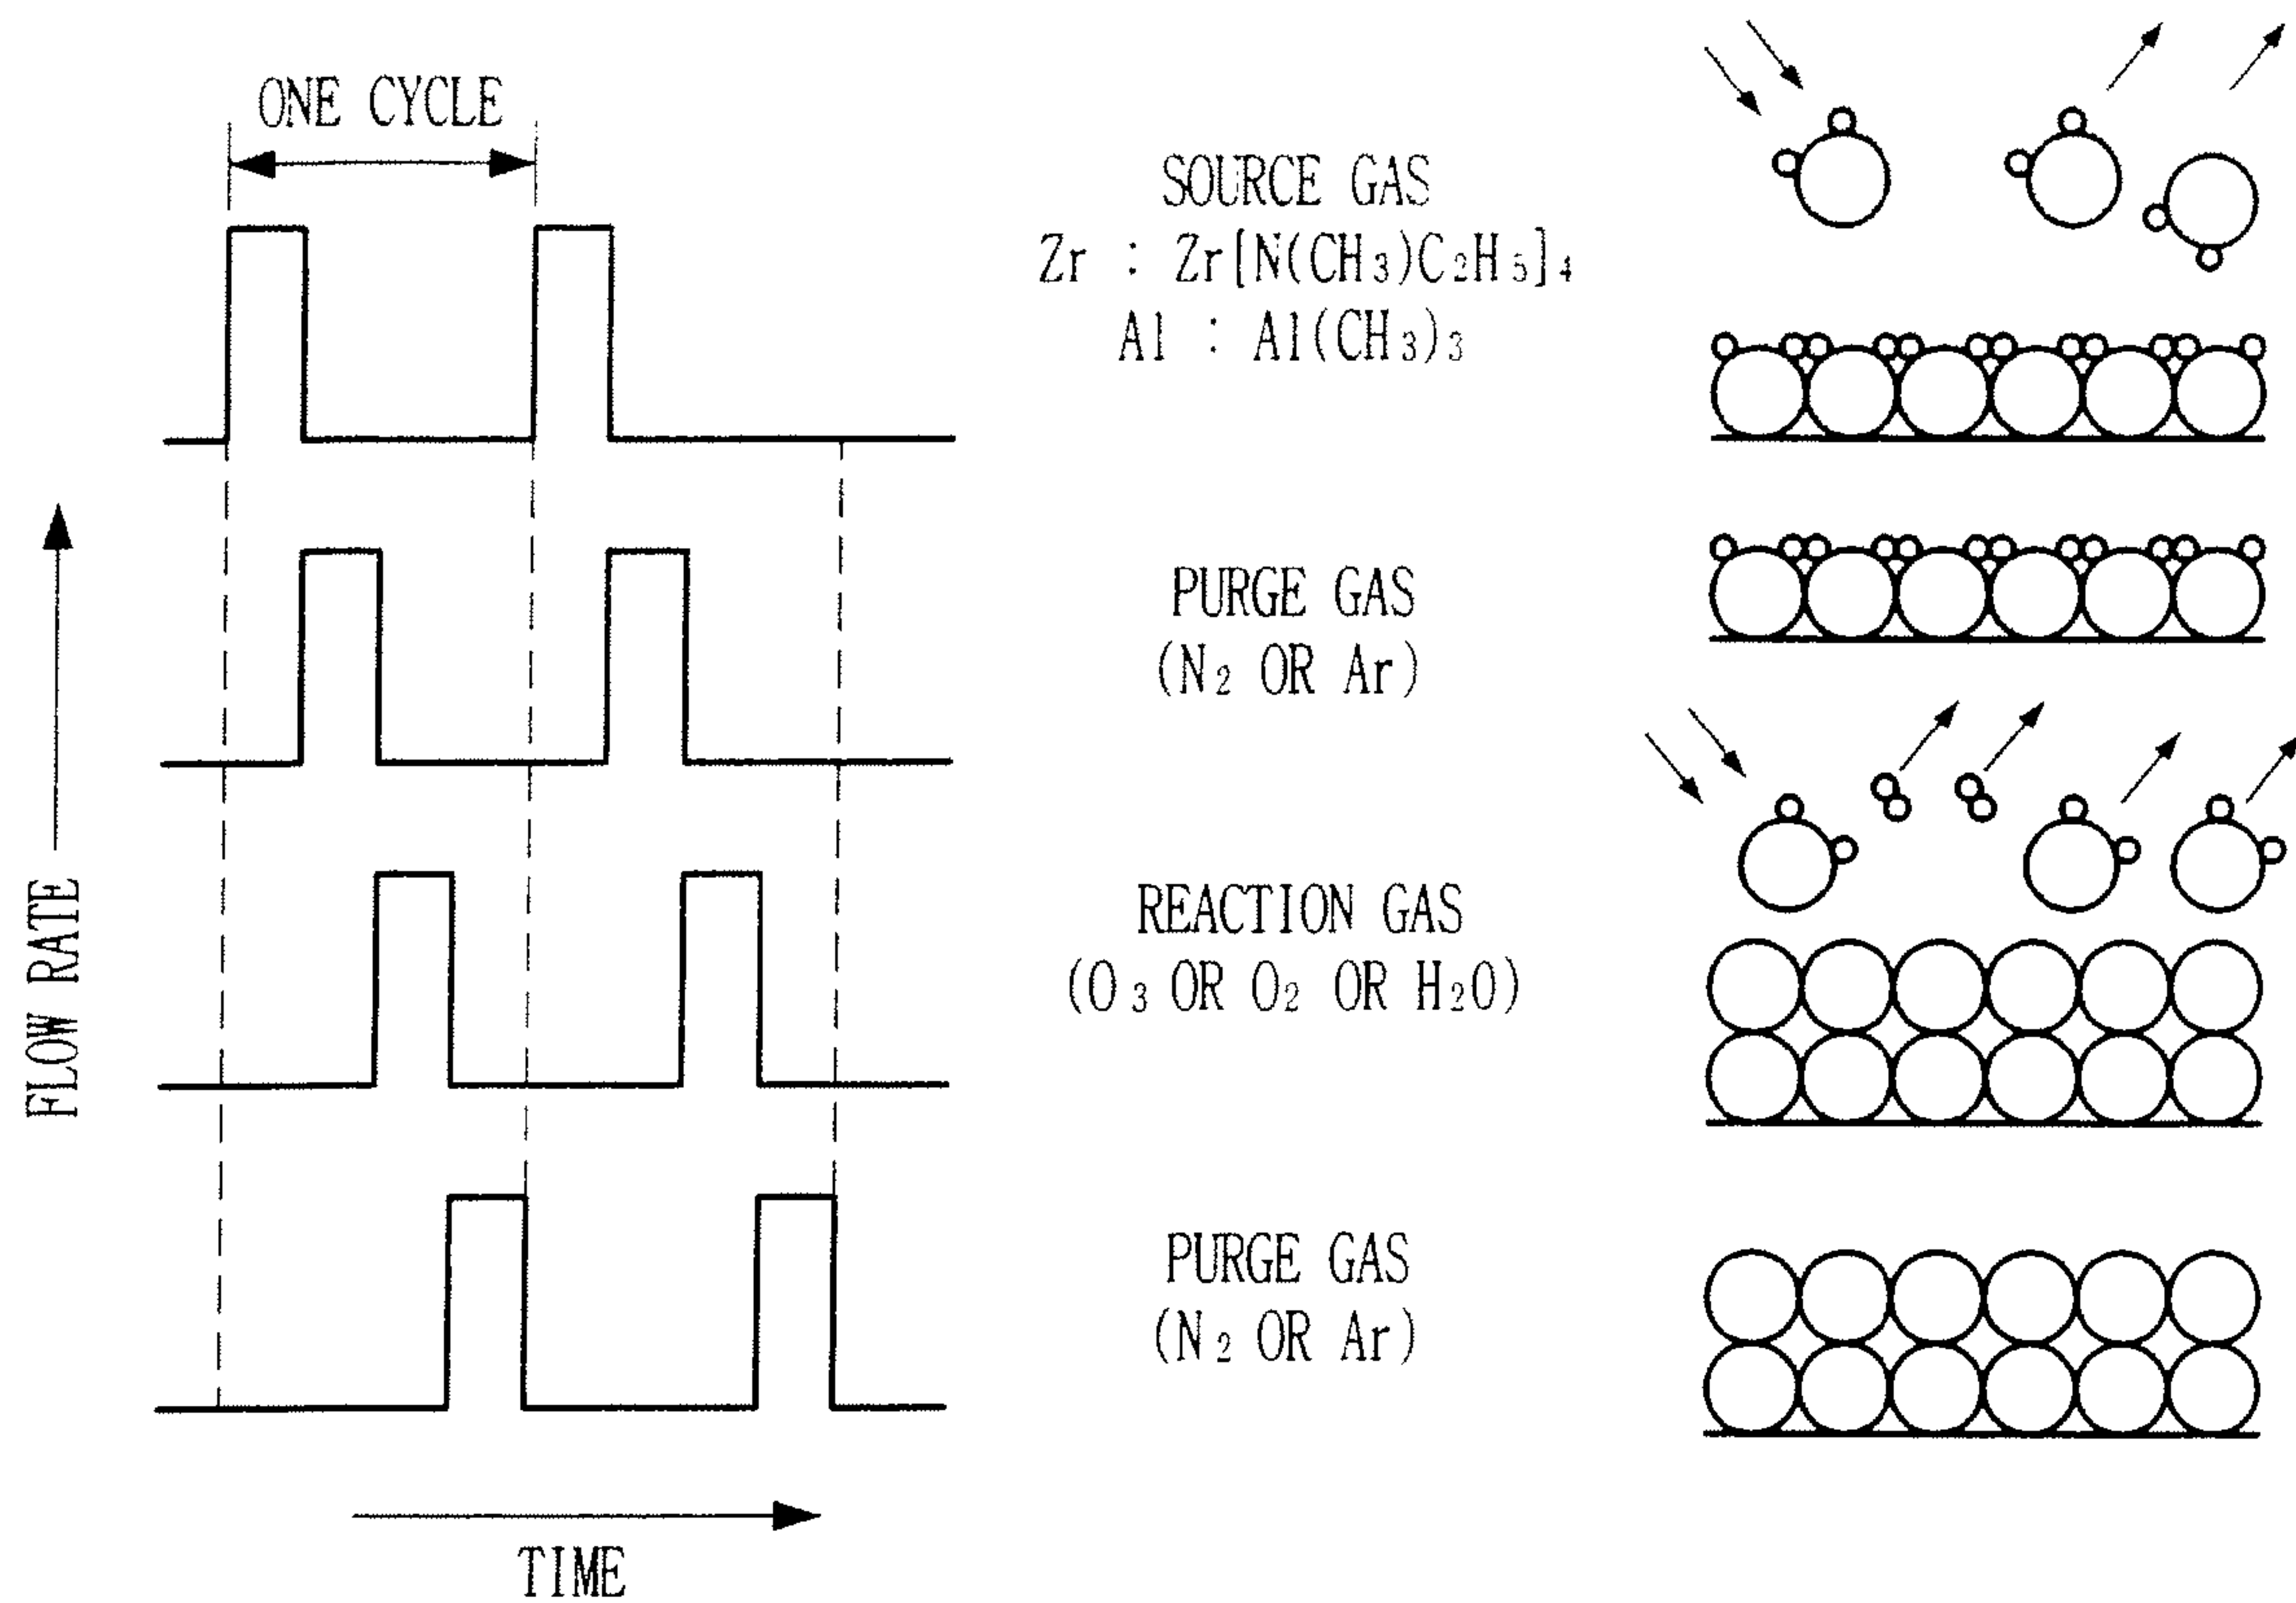 ONE CYCLE
SOURCE GAS
Zr : Zr[N(CH₃)C₂H₅]₄
Al : Al(CH₃)₃
PURGE GAS
(N₂ OR Ar)
REACTION GAS
(O₃ OR O₂ OR H₂O)
PURGE GAS
(N₂ OR Ar)
FLOW RATE
TIME